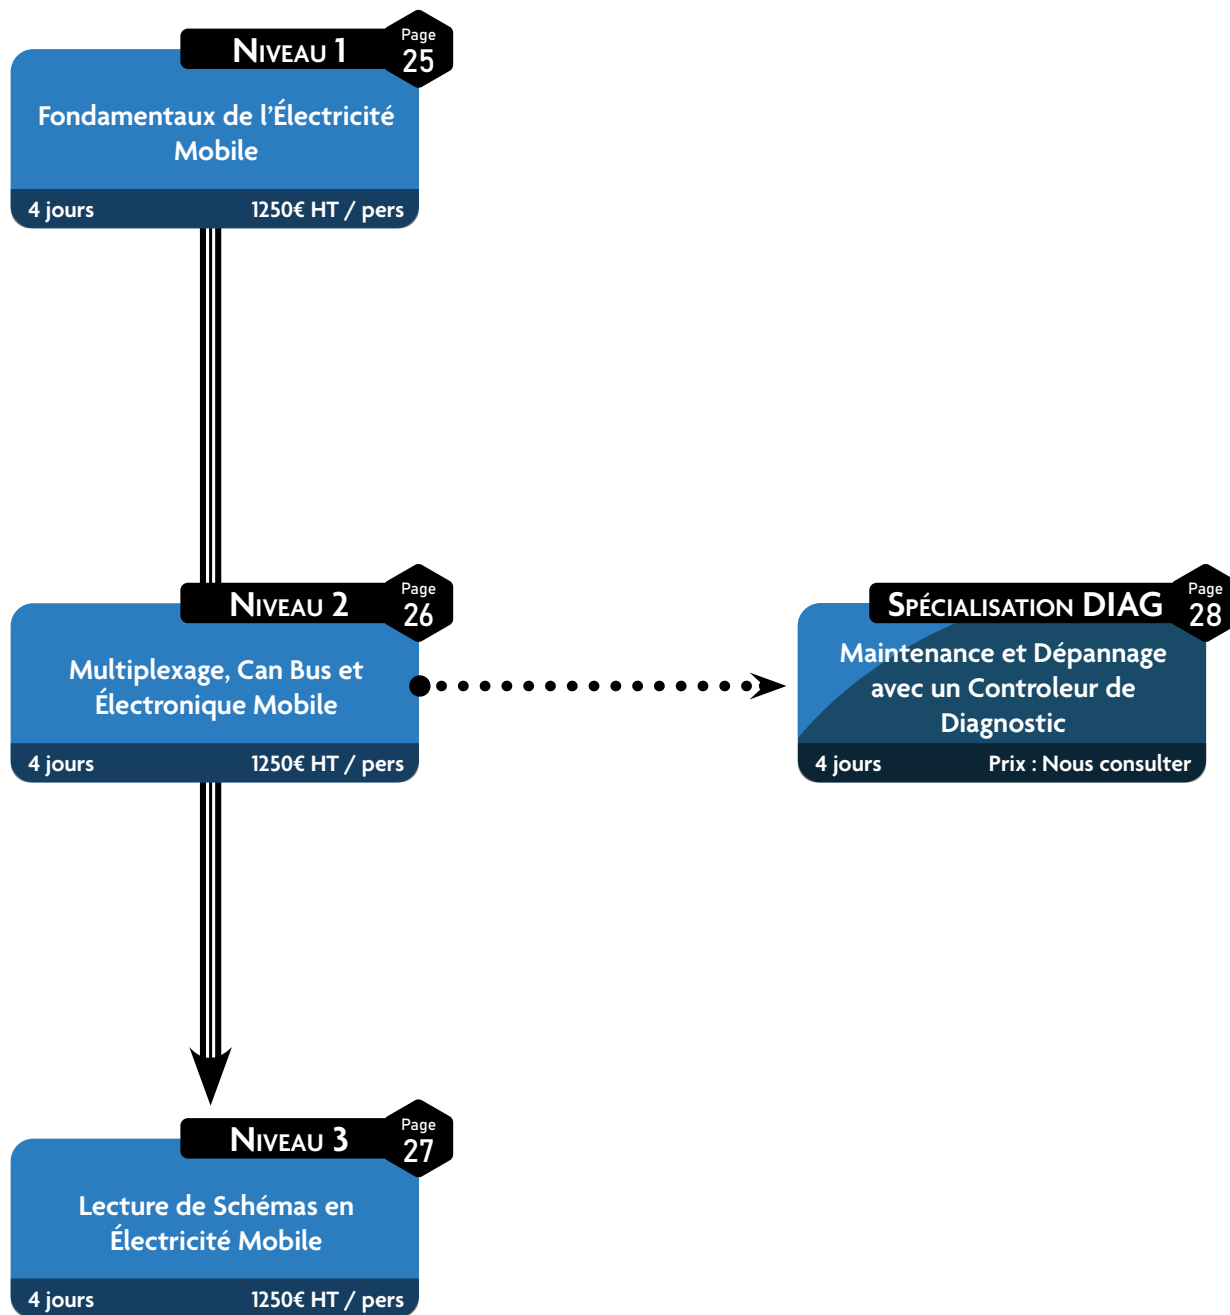 Niveau 1
Page
25
Fondamentaux de l’Électricité
Mobile
4 jours 1250€ HT / pers
Niveau 2
Page
26
Multiplexage, Can Bus et
Électronique Mobile
4 jours 1250€ HT / pers
Spécialisation DIAG
Page
28
Maintenance et Dépannage
avec un Controleur de
Diagnostic
4 jours Prix : Nous consulter
Niveau 3
Page
27
Lecture de Schémas en
Électricité Mobile
4 jours 1250€ HT / pers